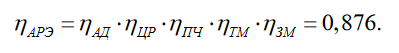 η_АРЭ = η_АД · η_ЦР · η_ПЧ · η_ТМ · η_ЗМ = 0,876.